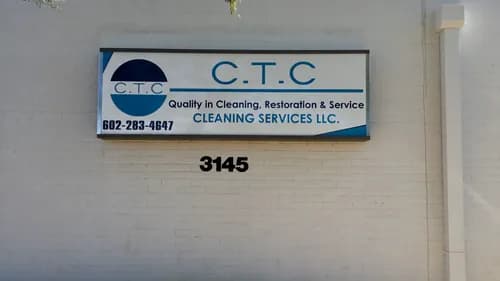 C.T.C
602-283-4647
C.T.C
Quality in Cleaning, Restoration & Service
CLEANING SERVICES LLC.
3145